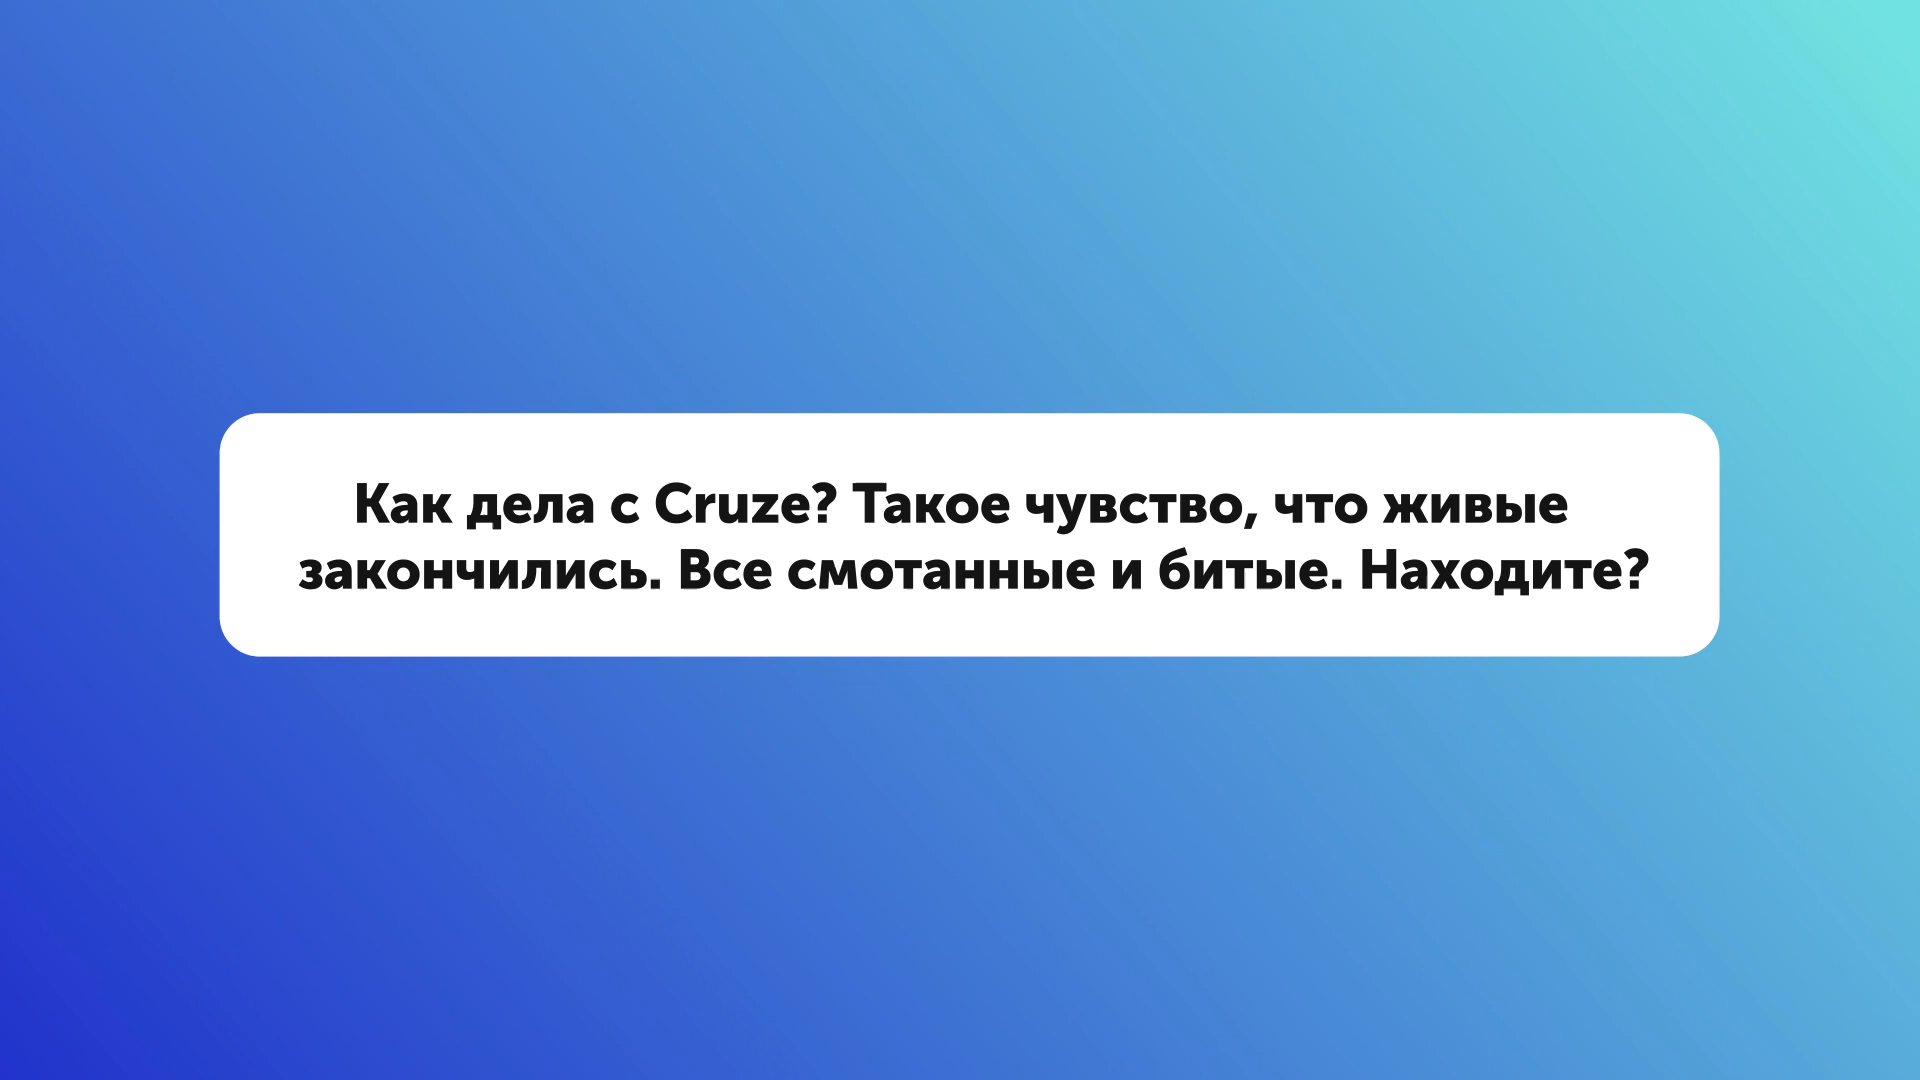 Как дела с Cruze? Такое чувство, что живые
закончились. Все смотанные и битые. Находите?